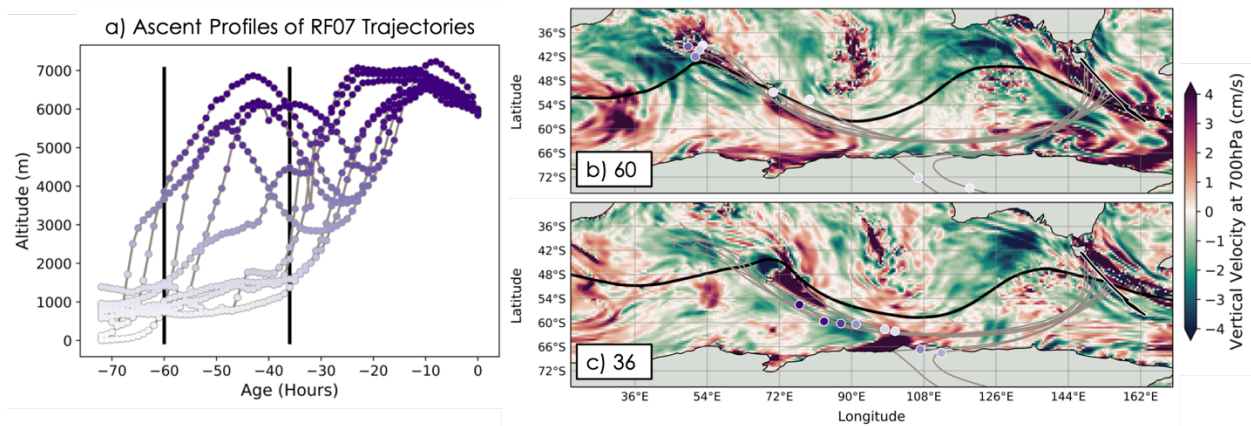 a) Ascent Profiles of RF07 Trajectories
Altitude (m)
7000
6000
5000
4000
3000
2000
1000
0
−70 −60 −50 −40 −30 −20 −10 0
Age (Hours)
Latitude
36°S
42°S
48°S
54°S
60°S
66°S
72°S
b) 60
Latitude
36°S
42°S
48°S
54°S
60°S
66°S
72°S
c) 36
36°E 54°E 72°E 90°E 108°E 126°E 144°E 162°E
Longitude
4
3
2
1
0
−1
−2
−3
−4
Vertical Velocity at 700hPa (cm/s)